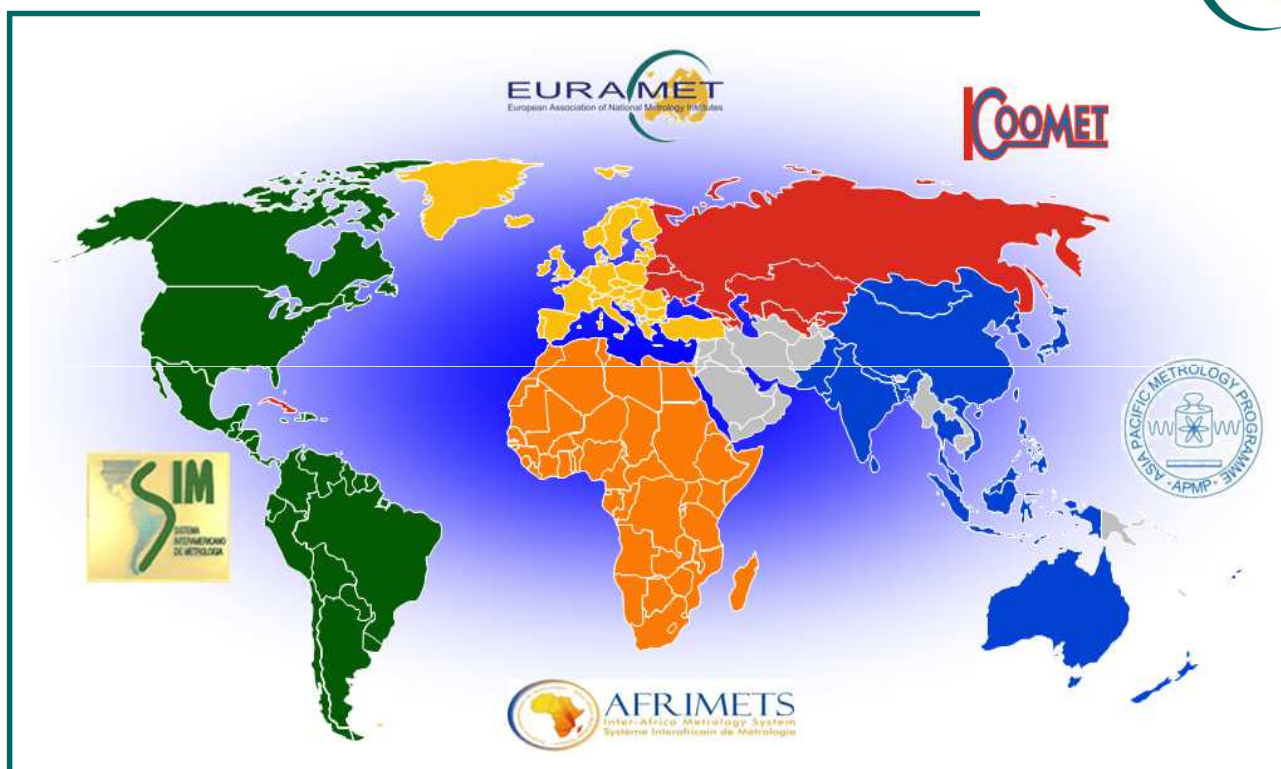 EURAMET
European Association of National Metrology Institutes
COOMET
SIM
SISTEMA
INTERAMERICANO
DE METROLOGIA
ASIA PACIFIC METROLOGY PROGRAMME
APMP
AFRIMETS
Inter-Africa Metrology System
Système Interafricain de Métrologie